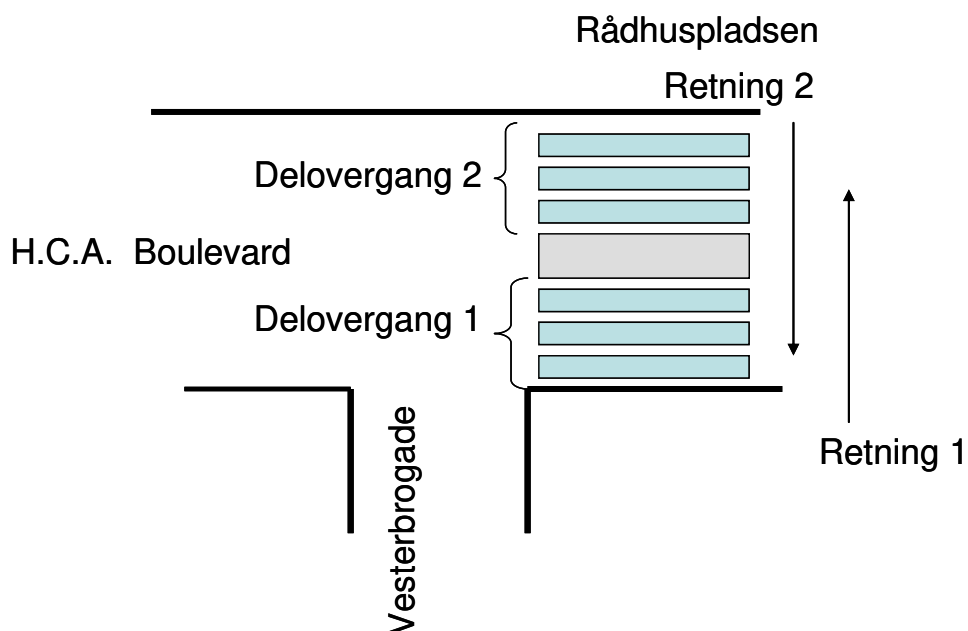 Rådhuspladsen
Retning 2
Delovergang 2
H.C.A. Boulevard
Delovergang 1
Vesterbrogade
Retning 1